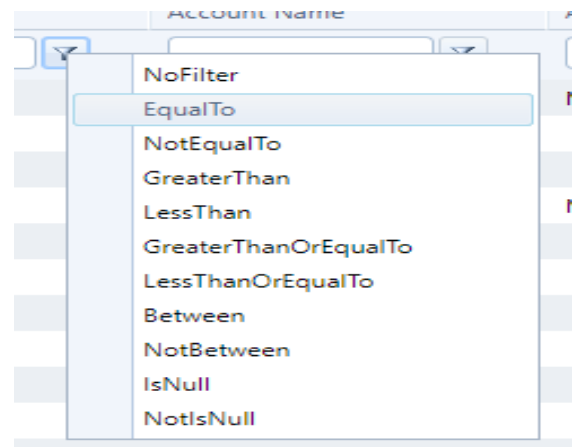 Account Name
NoFilter
EqualTo
NotEqualTo
GreaterThan
LessThan
GreaterThanOrEqualTo
LessThanOrEqualTo
Between
NotBetween
IsNull
NotIsNull